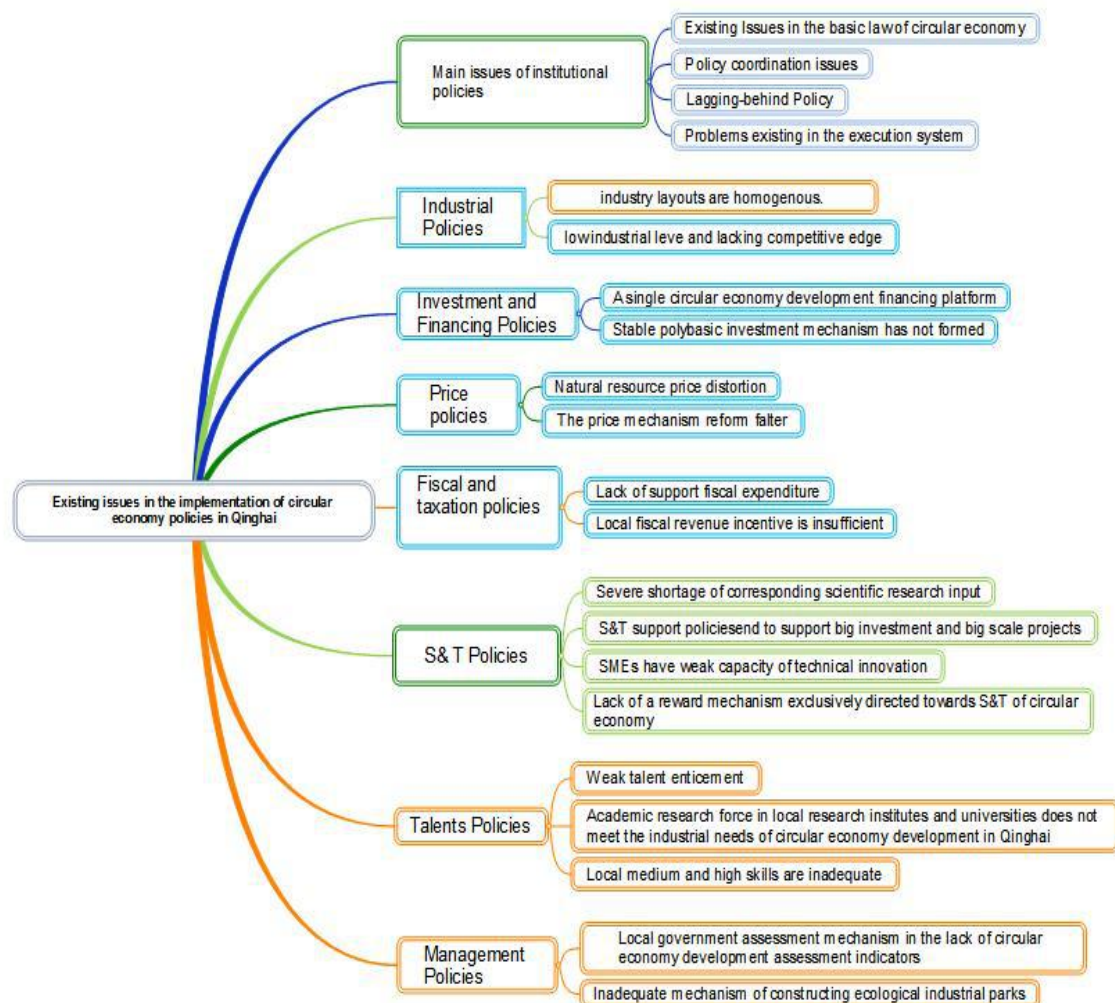 Existing issues in the implementation of circular
economy policies in Qinghai
Main issues of institutional
policies
Existing Issues in the basic lawof circular economy
Policy coordination issues
Lagging-behind Policy
Problems existing in the execution system
Industrial
Policies
industry layouts are homogenous.
lowindustrial leve and lacking competitive edge
Investment and
Financing Policies
Asingle circular economy development financing platform
Stable polybasic investment mechanism has not formed
Price
policies
Natural resource price distortion
The price mechanism reform falter
Fiscal and
taxation policies
Lack of support fiscal expenditure
Local fiscal revenue incentive is insufficient
S&T Policies
Severe shortage of corresponding scientific research input
S&T support policiesend to support big investment and big scale projects
SMEs have weak capacity of technical innovation
Lack of a reward mechanism exclusively directed towards S&T of circular
economy
Talents Policies
Weak talent enticement
Academic research force in local research institutes and universities does not
meet the industrial needs of circular economy development in Qinghai
Local medium and high skills are inadequate
Management
Policies
Local government assessment mechanism in the lack of circular
economy development assessment indicators
Inadequate mechanism of constructing ecological industrial parks